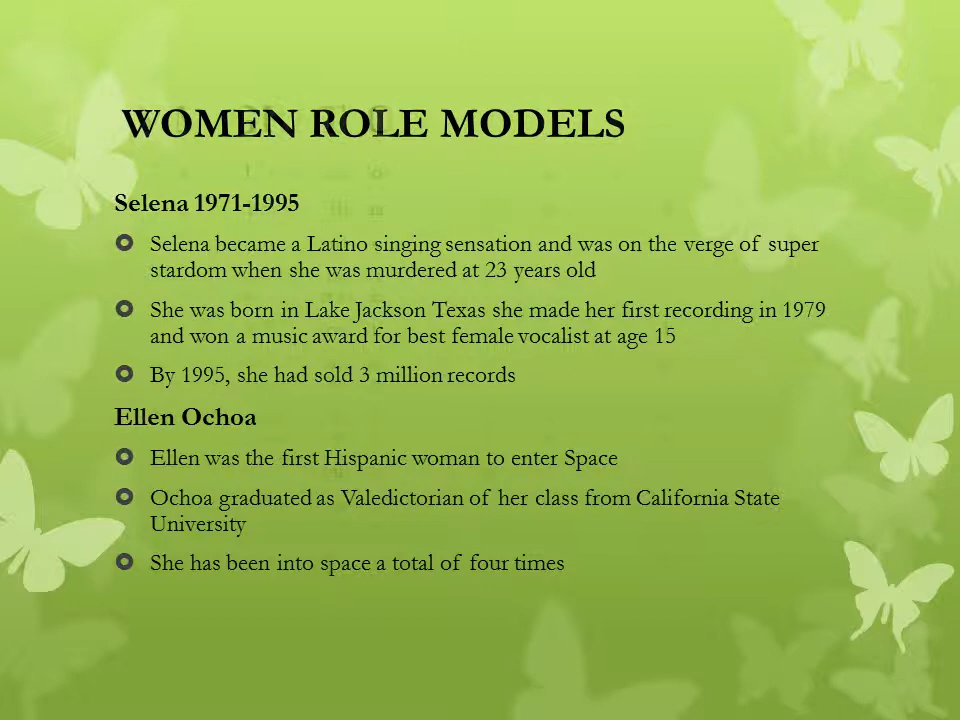 WOMEN ROLE MODELS
Selena 1971-1995
Selena became a Latino singing sensation and was on the verge of super
stardom when she was murdered at 23 years old
She was born in Lake Jackson Texas she made her first recording in 1979
and won a music award for best female vocalist at age 15
By 1995, she had sold 3 million records
Ellen Ochoa
Ellen was the first Hispanic woman to enter Space
Ochoa graduated as Valedictorian of her class from California State
University
She has been into space a total of four times